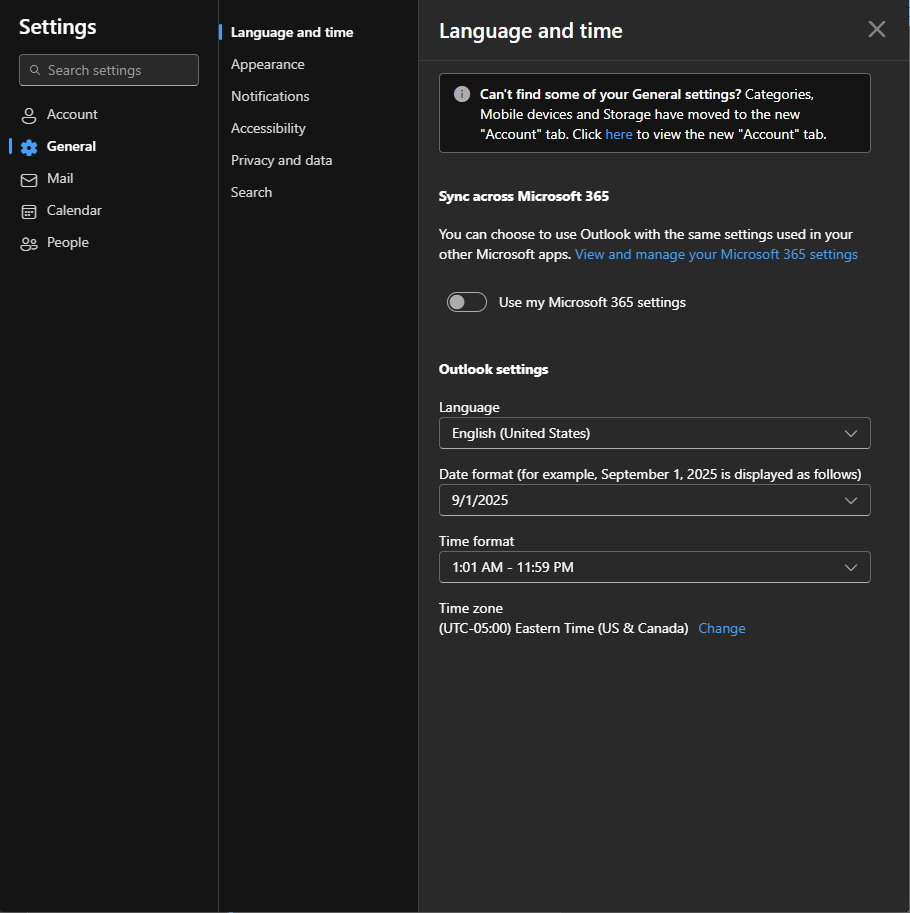 Settings
Search settings
Account
General
Mail
Calendar
People
Language and time
Appearance
Notifications
Accessibility
Privacy and data
Search
Language and time
Can't find some of your General settings? Categories,
Mobile devices and Storage have moved to the new
"Account" tab. Click here to view the new "Account" tab.
Sync across Microsoft 365
You can choose to use Outlook with the same settings used in your
other Microsoft apps. View and manage your Microsoft 365 settings
Use my Microsoft 365 settings
Outlook settings
Language
English (United States)
Date format (for example, September 1, 2025 is displayed as follows)
9/1/2025
Time format
1:01 AM - 11:59 PM
Time zone
(UTC-05:00) Eastern Time (US & Canada) Change